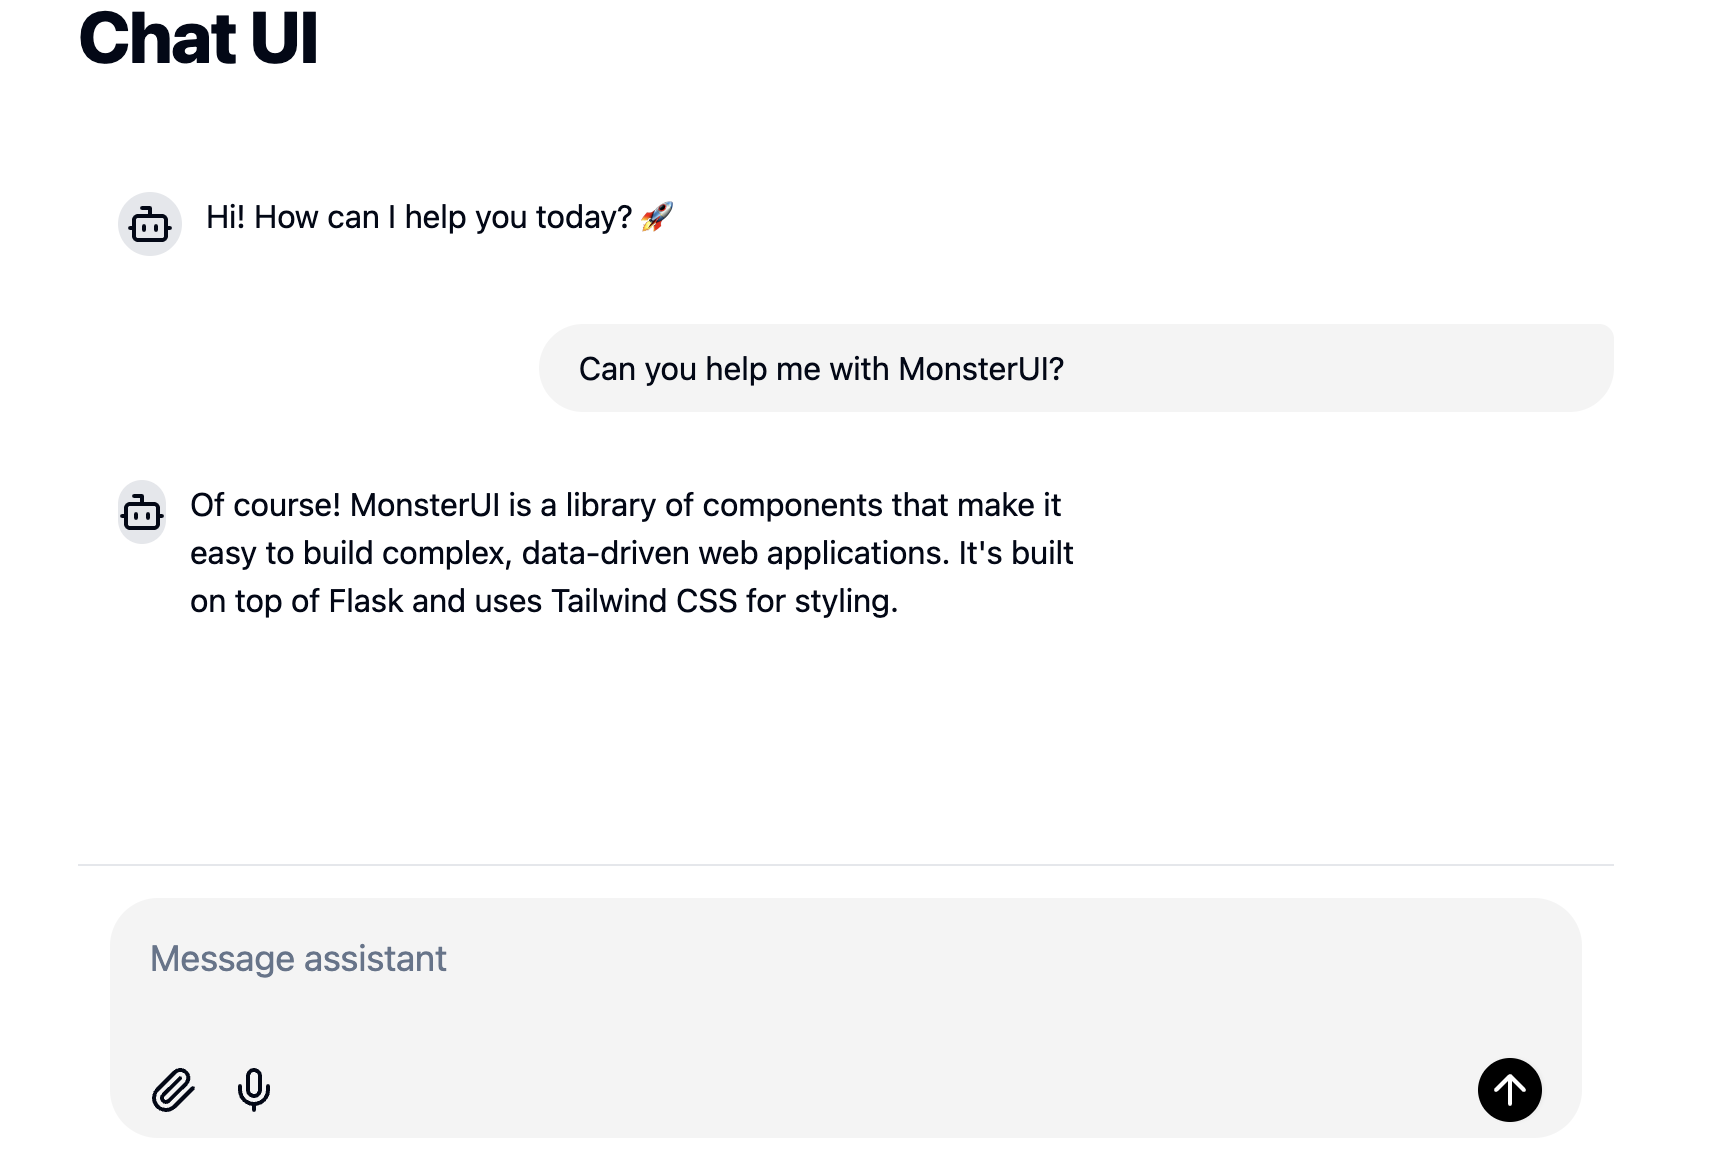 Chat UI
Hi! How can I help you today? 🚀
Can you help me with MonsterUI?
Of course! MonsterUI is a library of components that make it
easy to build complex, data-driven web applications. It's built
on top of Flask and uses Tailwind CSS for styling.
Message assistant